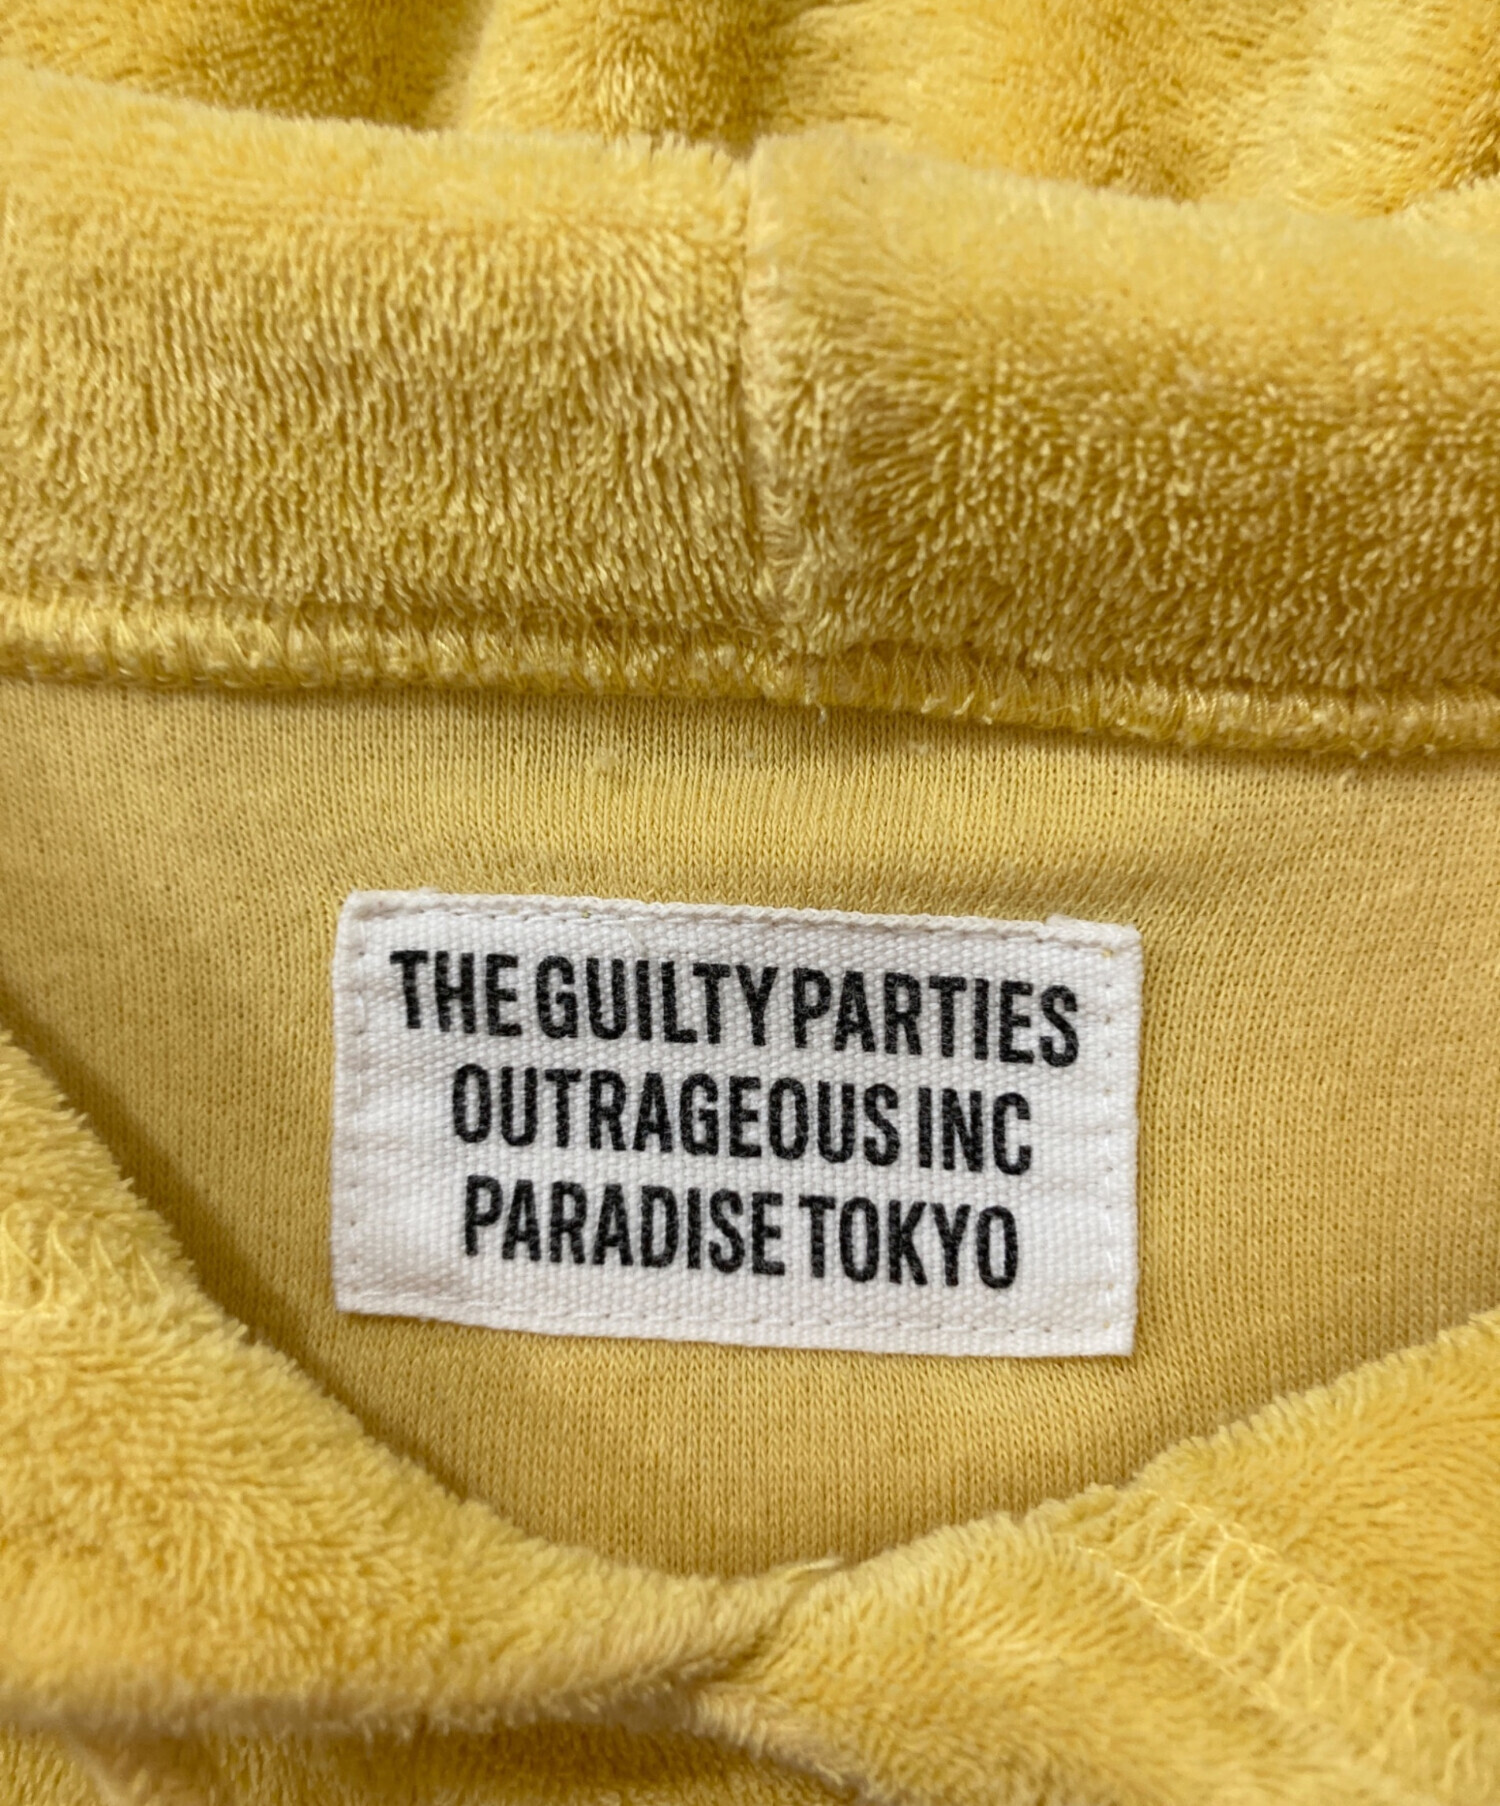 THE GUILTY PARTIES
OUTRAGEOUS INC
PARADISE TOKYO